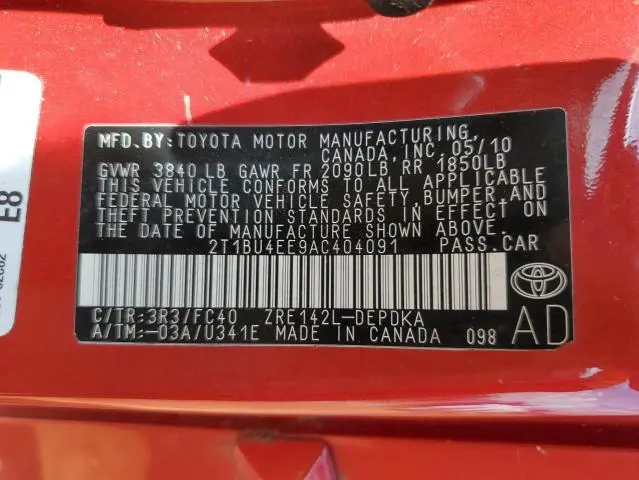 MFD.BY:TOYOTA MOTOR MANUFACTURING,
CANADA, INC. 05/10
GVWR 3840 LB GAWR FR 2090LB RR 1850LB
THIS VEHICLE CONFORMS TO ALL APPLICABLE
FEDERAL MOTOR VEHICLE SAFETY, BUMPER, AND
THEFT PREVENTION STANDARDS IN EFFECT ON
THE DATE OF MANUFACTURE SHOWN ABOVE.
2T1BU4EE9AC404091 PASS.CAR
C/TR:3R3/FC40 ZRE142L-DEPDKA
A/TM:-03A/U341E MADE IN CANADA 098
TOYOTA
AD
E8